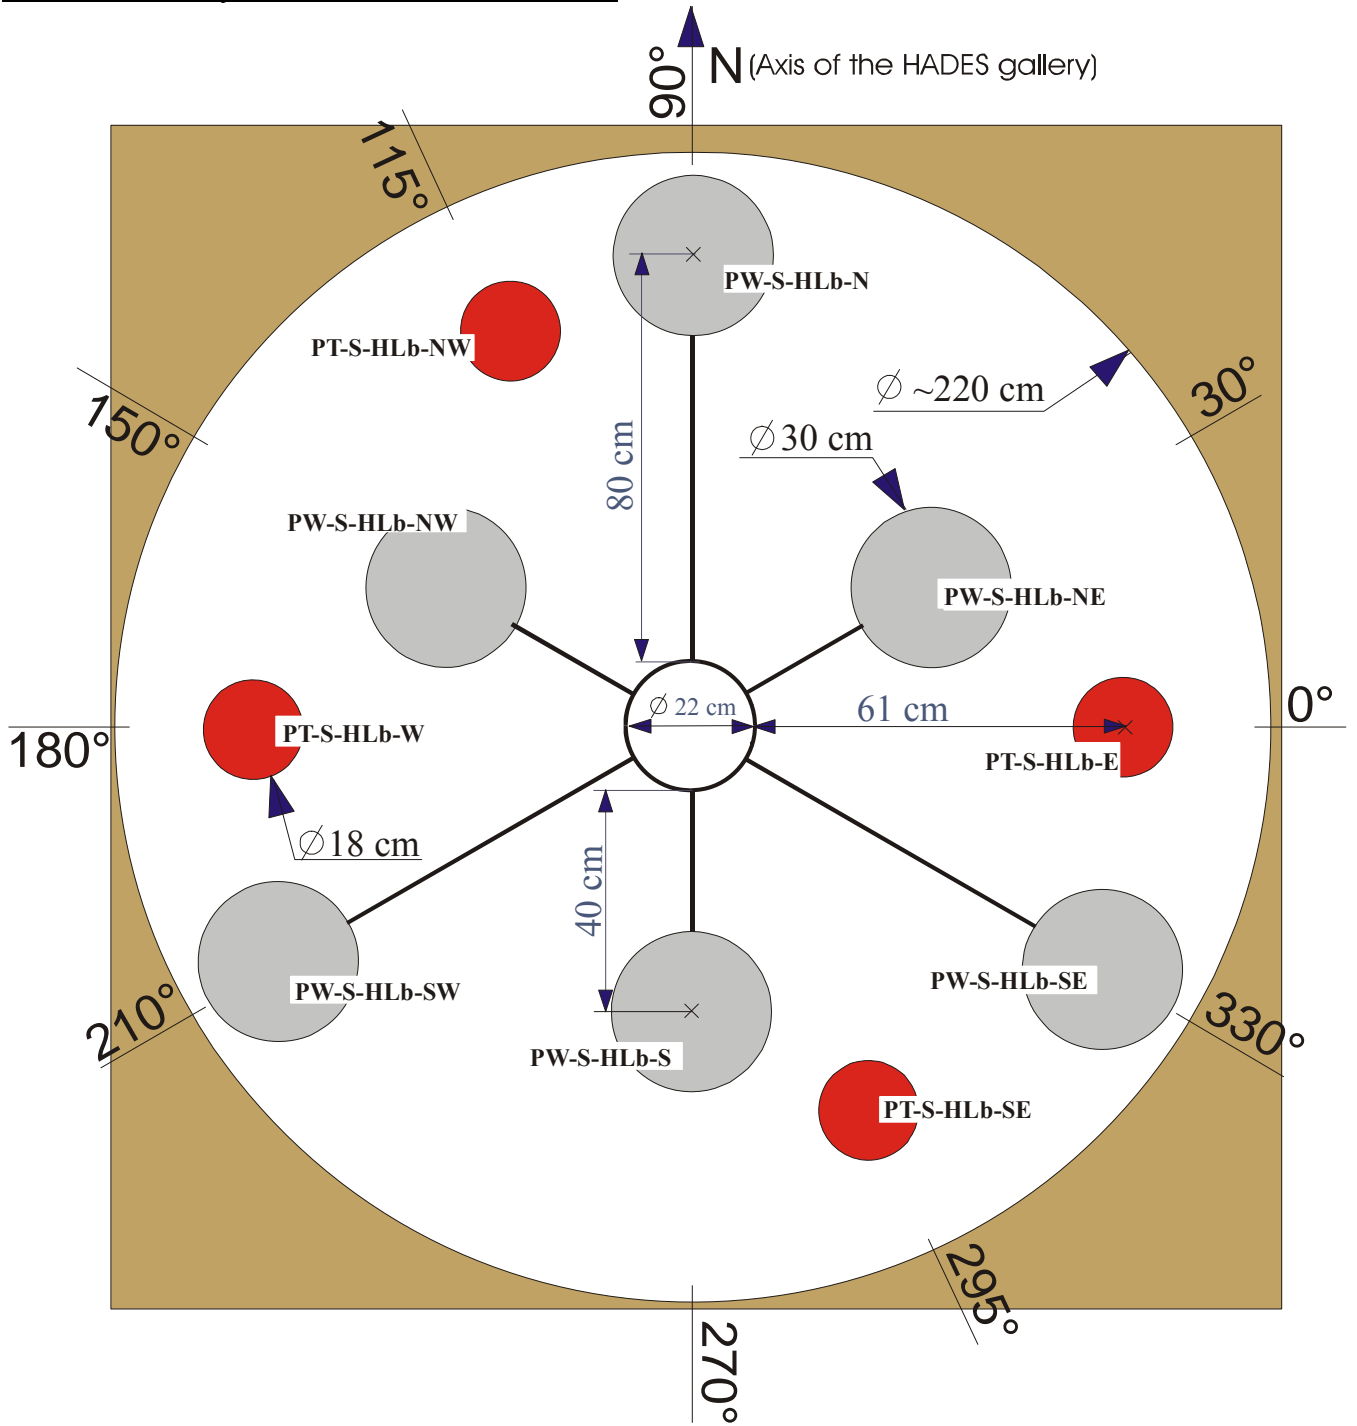 90°
N (Axis of the HADES gallery)
115°
PW-S-HLb-N
PT-S-HLb-NW
Ø ~220 cm
30°
150°
Ø 30 cm
80 cm
PW-S-HLb-NW
PW-S-HLb-NE
Ø 22 cm
61 cm
0°
180°
PT-S-HLb-W
PT-S-HLb-E
Ø 18 cm
40 cm
PW-S-HLb-SW
PW-S-HLb-SE
210°
330°
PW-S-HLb-S
PT-S-HLb-SE
295°
270°